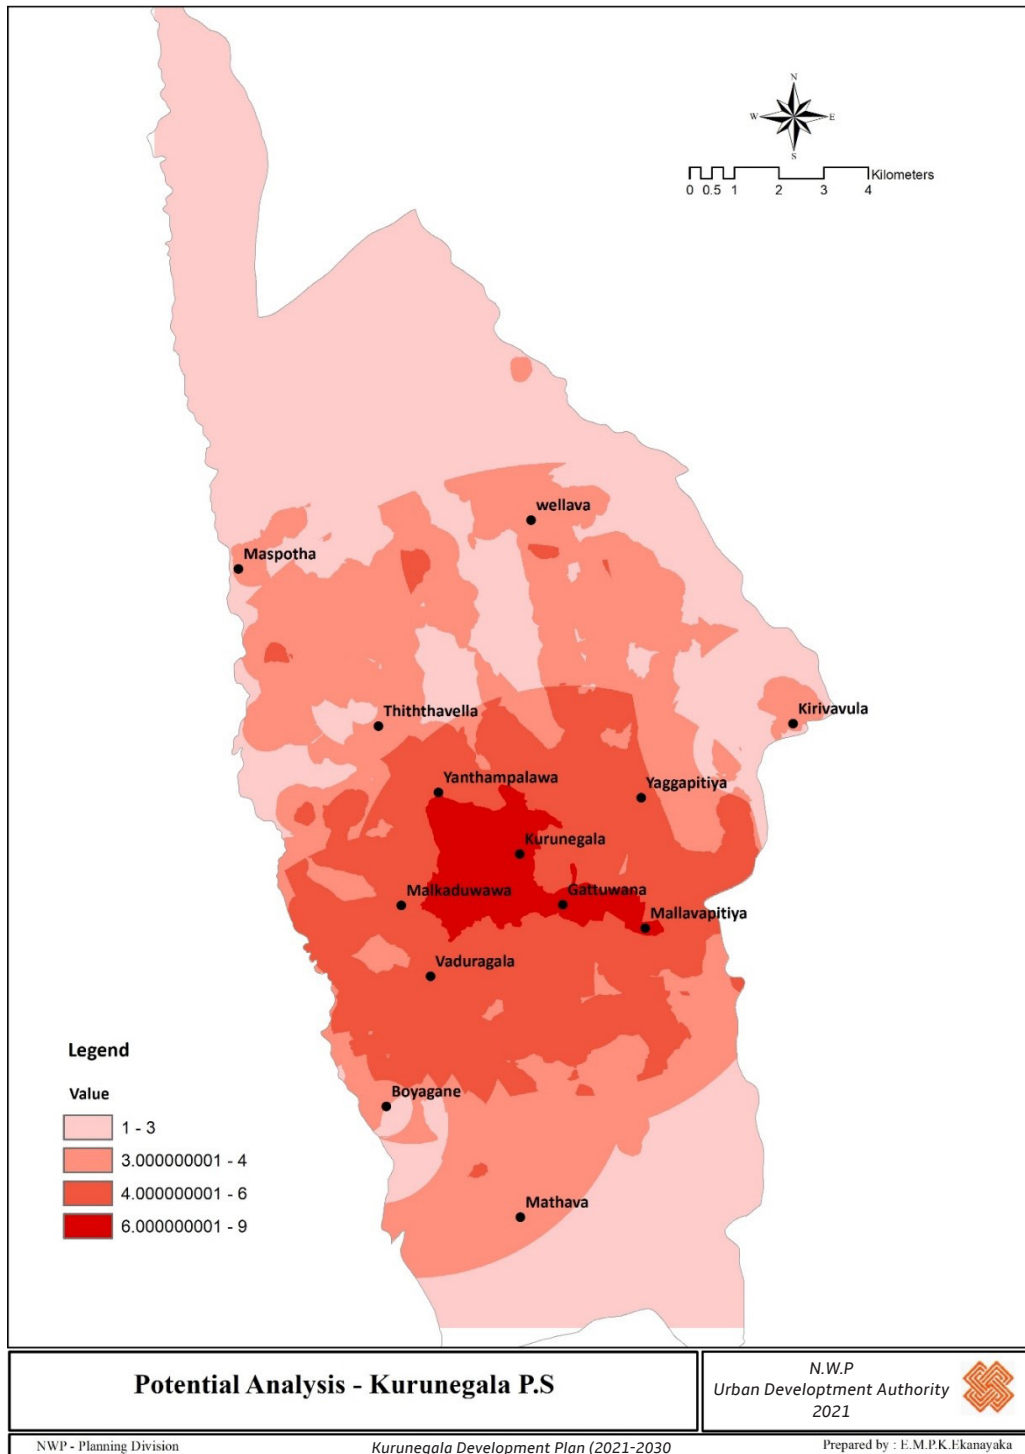 N
W E
S
Kilometers
0 0.5 1 2 3 4
wellava
Maspotha
Kirivavula
Thiththavella
Yanthampalawa
Yaggapitiya
Kurunegala
Malkaduwawa
Gattuwana
Mallavapitiya
Vaduragala
Legend
Value
Boyagane
1 - 3
3.000000001 - 4
4.000000001 - 6
Mathava
6.000000001 - 9
Potential Analysis - Kurunegala P.S
N.W.P
Urban Developtment Authority
2021
NWP - Planning Division
Kurunegala Development Plan (2021-2030
Prepared by : E.M.P.K.Ekanayaka